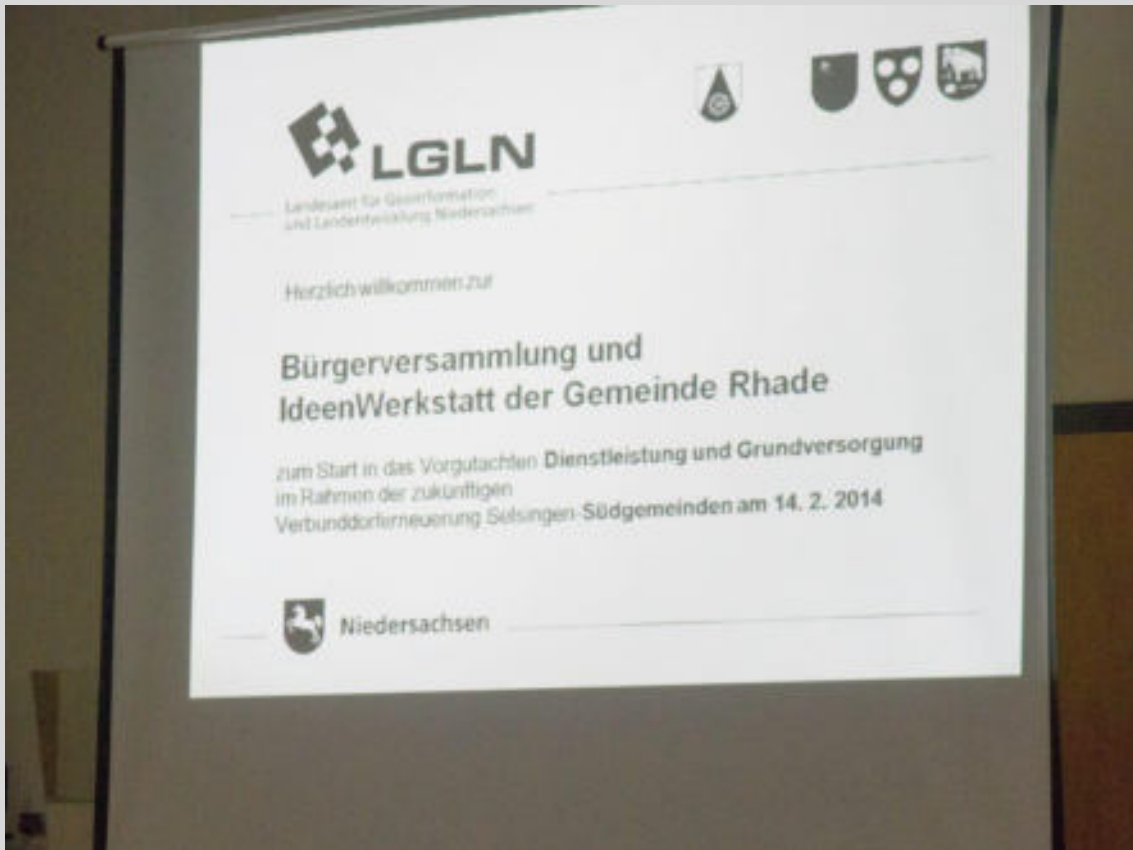 LGLN
Landesamt für Geoinformation
und Landentwicklung Niedersachsen
Herzlich willkommen zur
Bürgerversammlung und
IdeenWerkstatt der Gemeinde Rhade
zum Start in das Vorgutachten Dienstleistung und Grundversorgung
im Rahmen der zukünftigen
Verbunddorferneuerung Selsingen-Südgemeinden am 14. 2. 2014
Niedersachsen